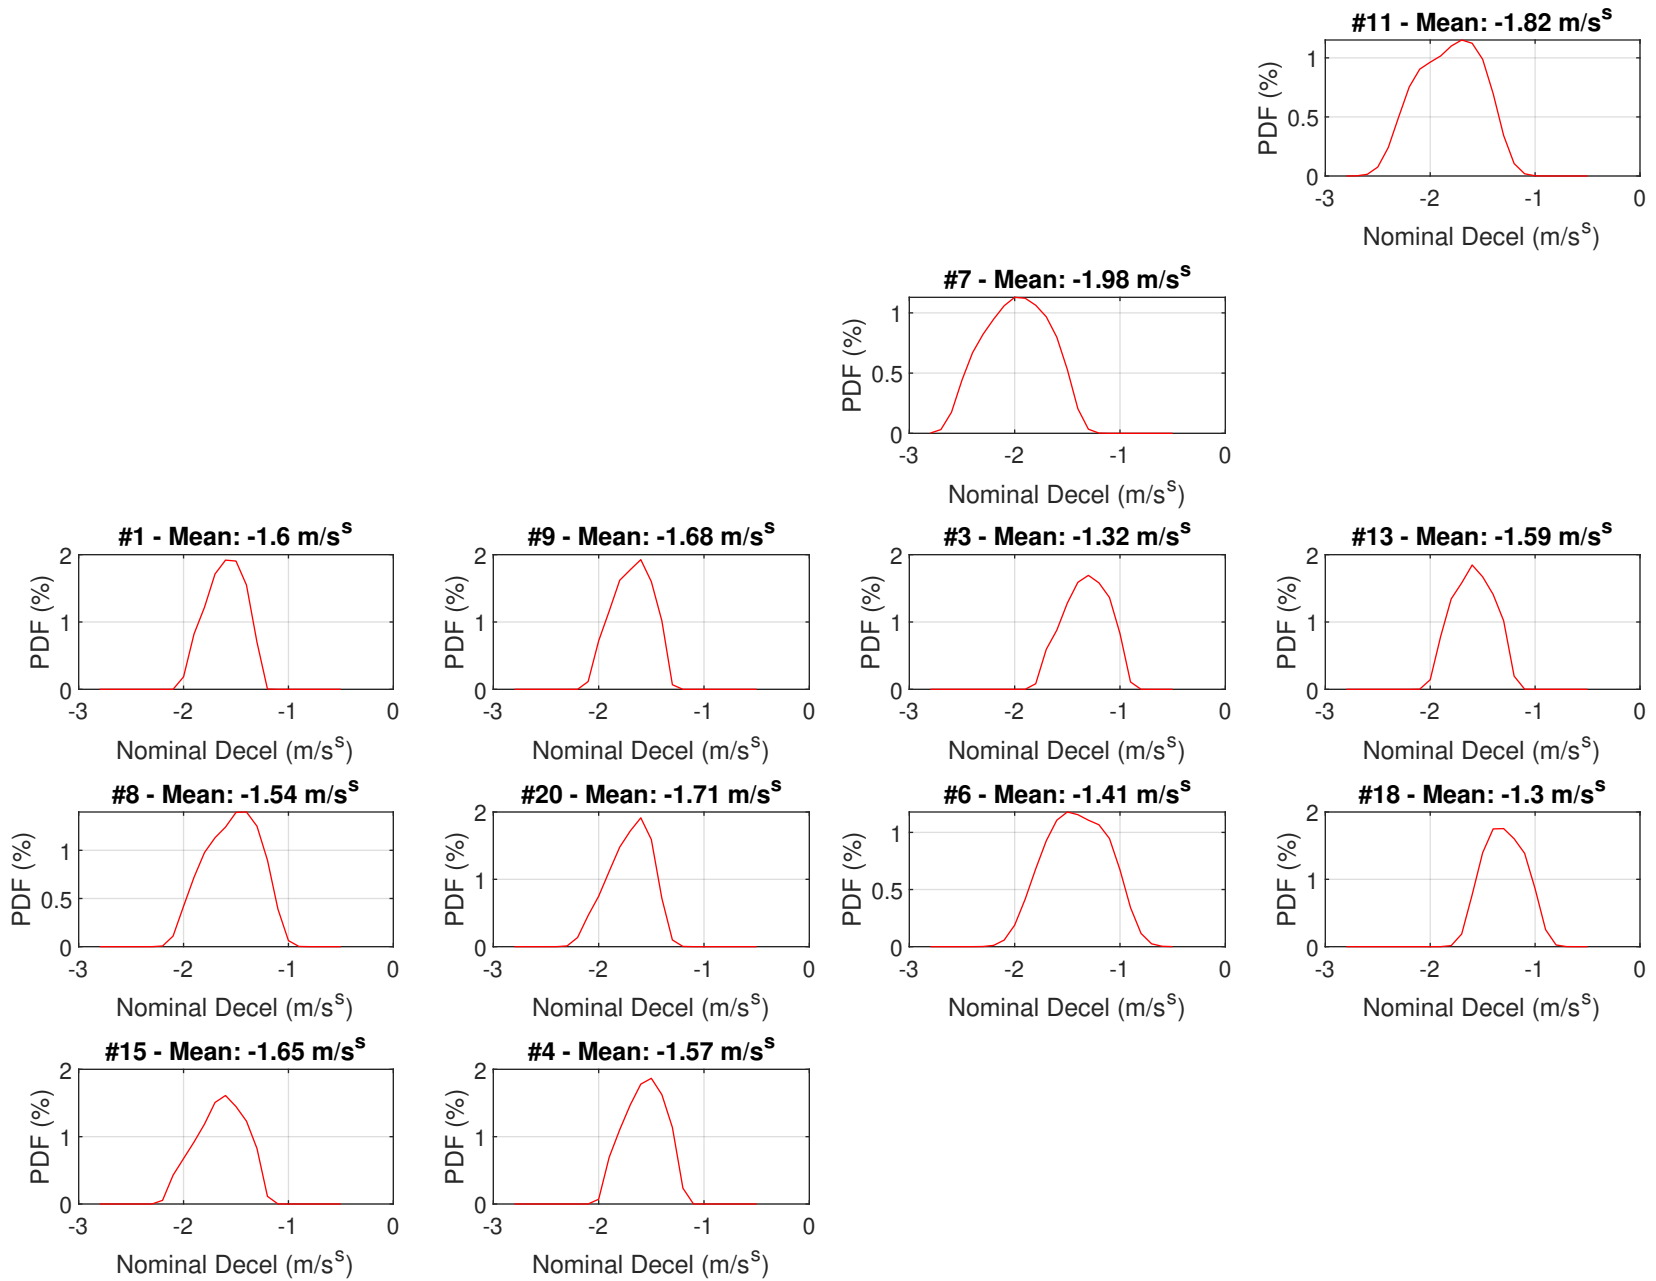 #11 - Mean: -1.82 m/s^s
PDF (%)
1
0.5
0
-3 -2 -1 0
Nominal Decel (m/s^s)
#7 - Mean: -1.98 m/s^s
PDF (%)
1
0.5
0
-3 -2 -1 0
Nominal Decel (m/s^s)
#1 - Mean: -1.6 m/s^s
PDF (%)
2
1
0
-3 -2 -1 0
Nominal Decel (m/s^s)
#9 - Mean: -1.68 m/s^s
PDF (%)
2
1
0
-3 -2 -1 0
Nominal Decel (m/s^s)
#3 - Mean: -1.32 m/s^s
PDF (%)
2
1
0
-3 -2 -1 0
Nominal Decel (m/s^s)
#13 - Mean: -1.59 m/s^s
PDF (%)
2
1
0
-3 -2 -1 0
Nominal Decel (m/s^s)
#8 - Mean: -1.54 m/s^s
PDF (%)
1
0.5
0
-3 -2 -1 0
Nominal Decel (m/s^s)
#20 - Mean: -1.71 m/s^s
PDF (%)
2
1
0
-3 -2 -1 0
Nominal Decel (m/s^s)
#6 - Mean: -1.41 m/s^s
PDF (%)
1
0.5
0
-3 -2 -1 0
Nominal Decel (m/s^s)
#18 - Mean: -1.3 m/s^s
PDF (%)
2
1
0
-3 -2 -1 0
Nominal Decel (m/s^s)
#15 - Mean: -1.65 m/s^s
PDF (%)
2
1
0
-3 -2 -1 0
Nominal Decel (m/s^s)
#4 - Mean: -1.57 m/s^s
PDF (%)
2
1
0
-3 -2 -1 0
Nominal Decel (m/s^s)